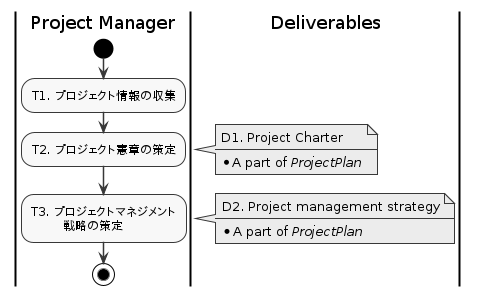 Project Manager
Deliverables
T1. プロジェクト情報の収集
T2. プロジェクト憲章の策定
D1. Project Charter
• A part of ProjectPlan
T3. プロジェクトマネジメント
戦略の策定
D2. Project management strategy
• A part of ProjectPlan